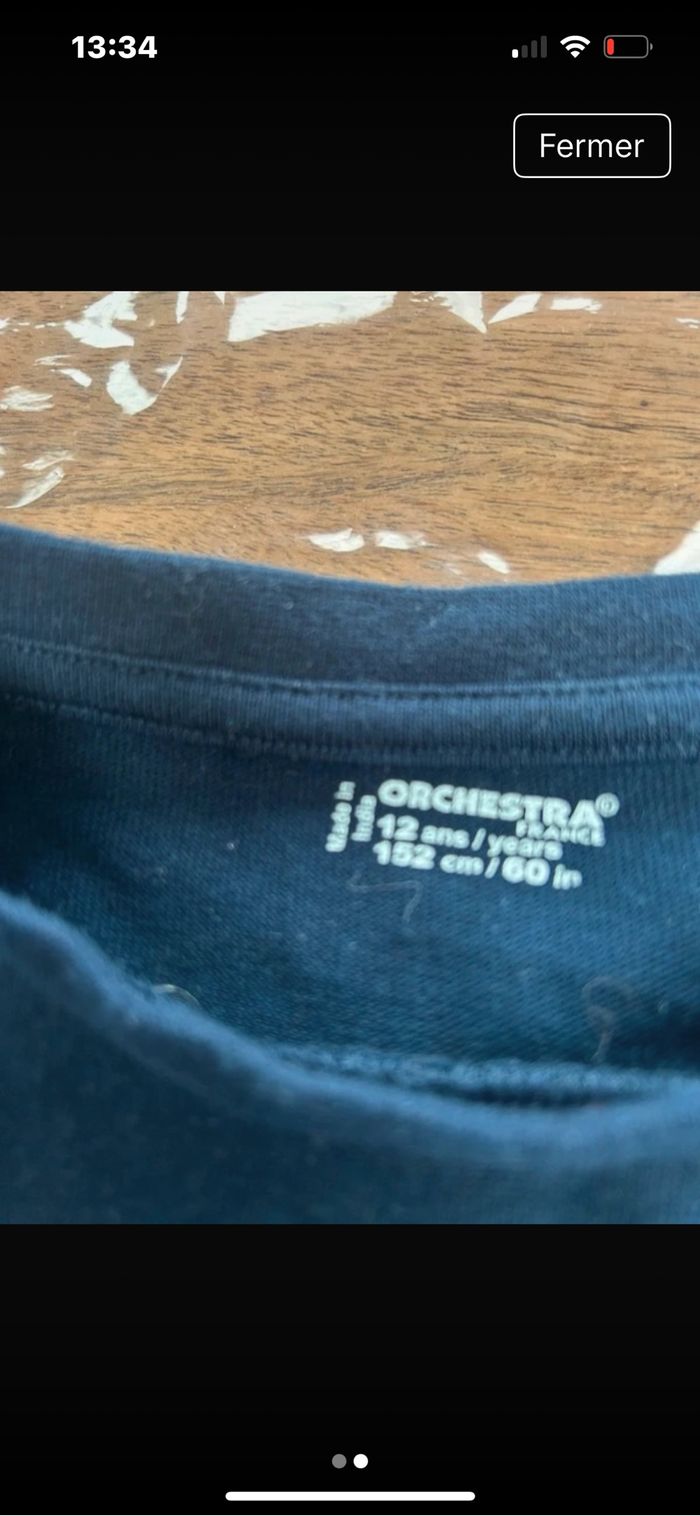 13:34
Fermer
Made in
India
ORCHESTRA®
FRANCE
12 ans / years
152 cm / 60 in